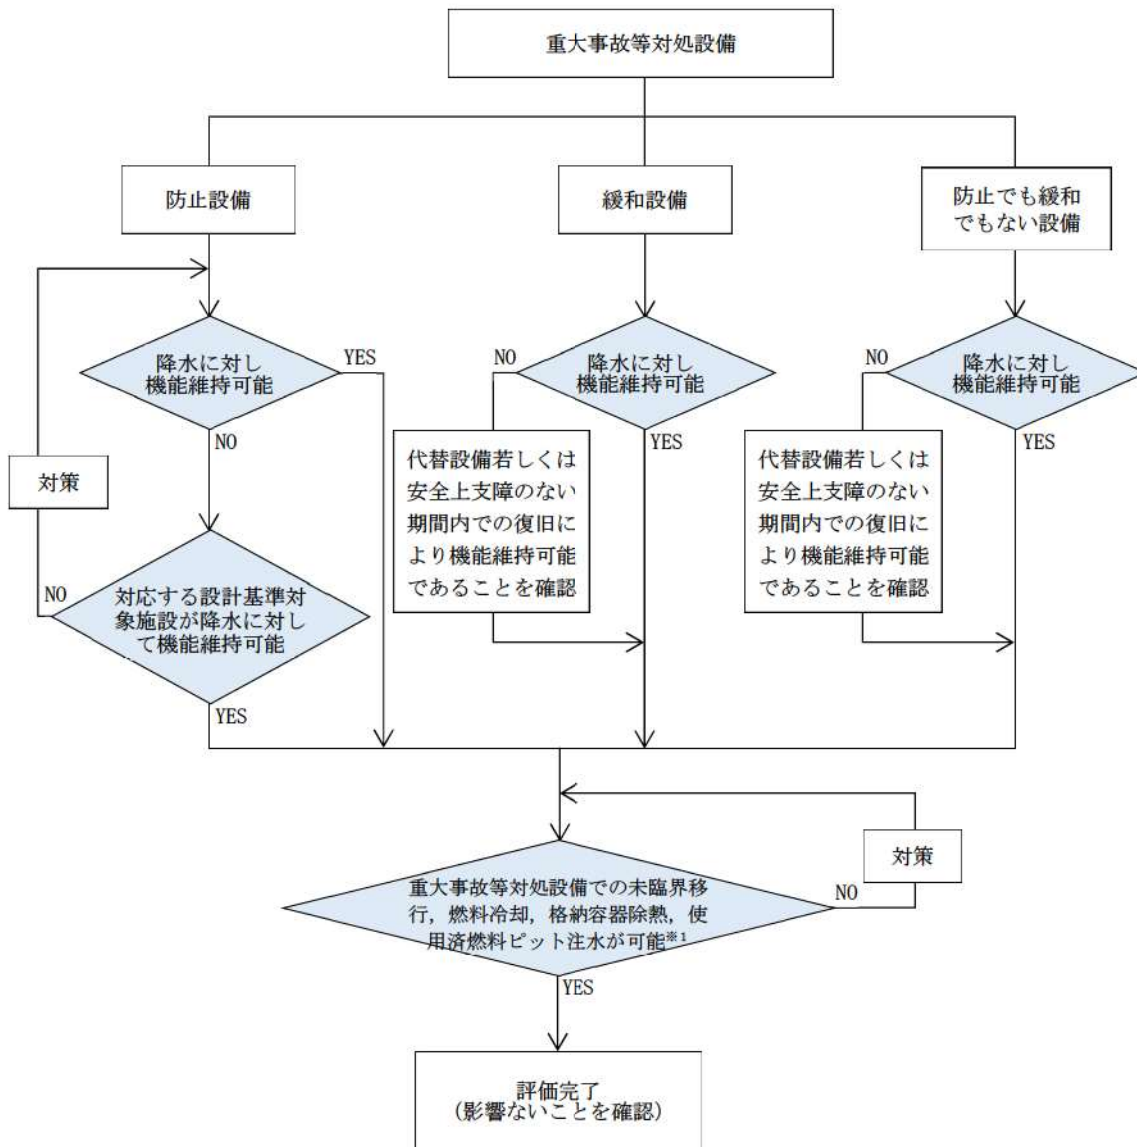 重大事故等対処設備
防止設備
緩和設備
防止でも緩和
でもない設備
降水に対し
機能維持可能
YES
NO
対策
対応する設計基準対
象施設が降水に対し
て機能維持可能
NO
YES
降水に対し
機能維持可能
NO
YES
代替設備若しくは
安全上支障のない
期間内での復旧に
より機能維持可能
であることを確認
降水に対し
機能維持可能
NO
YES
代替設備若しくは
安全上支障のない
期間内での復旧に
より機能維持可能
であることを確認
重大事故等対処設備での未臨界移
行，燃料冷却，格納容器除熱，使
用済燃料ピット注水が可能※1
NO
対策
YES
評価完了
（影響ないことを確認）